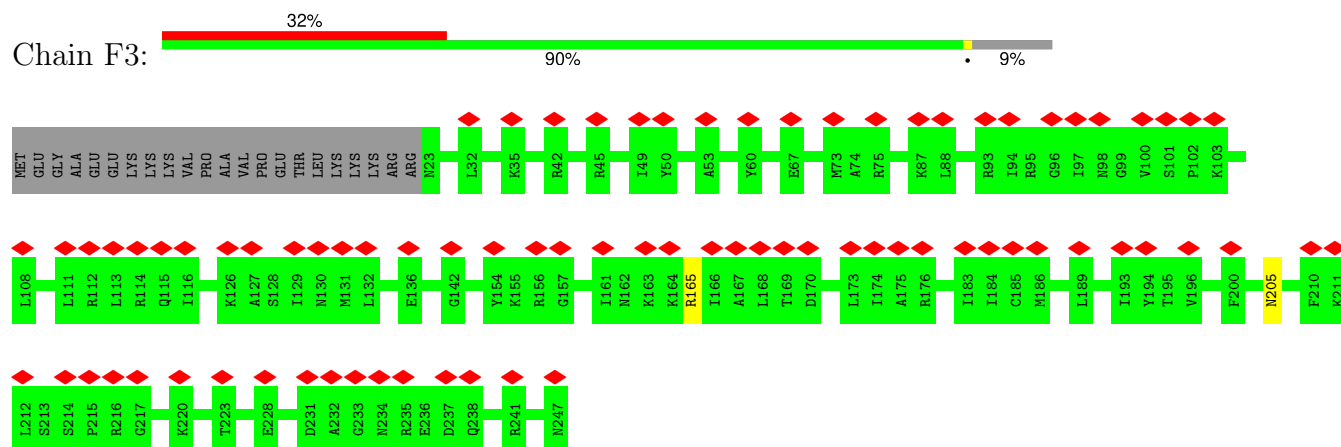 32%
Chain F3:
90% • 9%
MET GLU GLY ALA GLU GLU LYS LYS LYS VAL PRO ALA VAL PRO GLU THR LEU LYS LYS LYS ARG ARG N23 L32 K35 R42 R45 I49 Y50 A53 Y60 E67 M73 A74 R75 K87 L88 R93 I94 R95 G96 I97 N98 G99 V100 S101 P102 K103
L108 L111 R112 L113 R114 Q115 I116 K126 A127 S128 I129 N130 M131 L132 E136 G142 Y154 K155 R156 G157 I161 N162 K163 K164 R165 I166 A167 L168 T169 D170 L173 I174 A175 R176 I183 I184 C185 M186 L189 I193 Y194 T195 V196 F200 N205 F210 K211
L212 S213 S214 P215 R216 G217 K220 T223 E228 D231 A232 G233 N234 R235 E236 D237 Q238 R241 N247